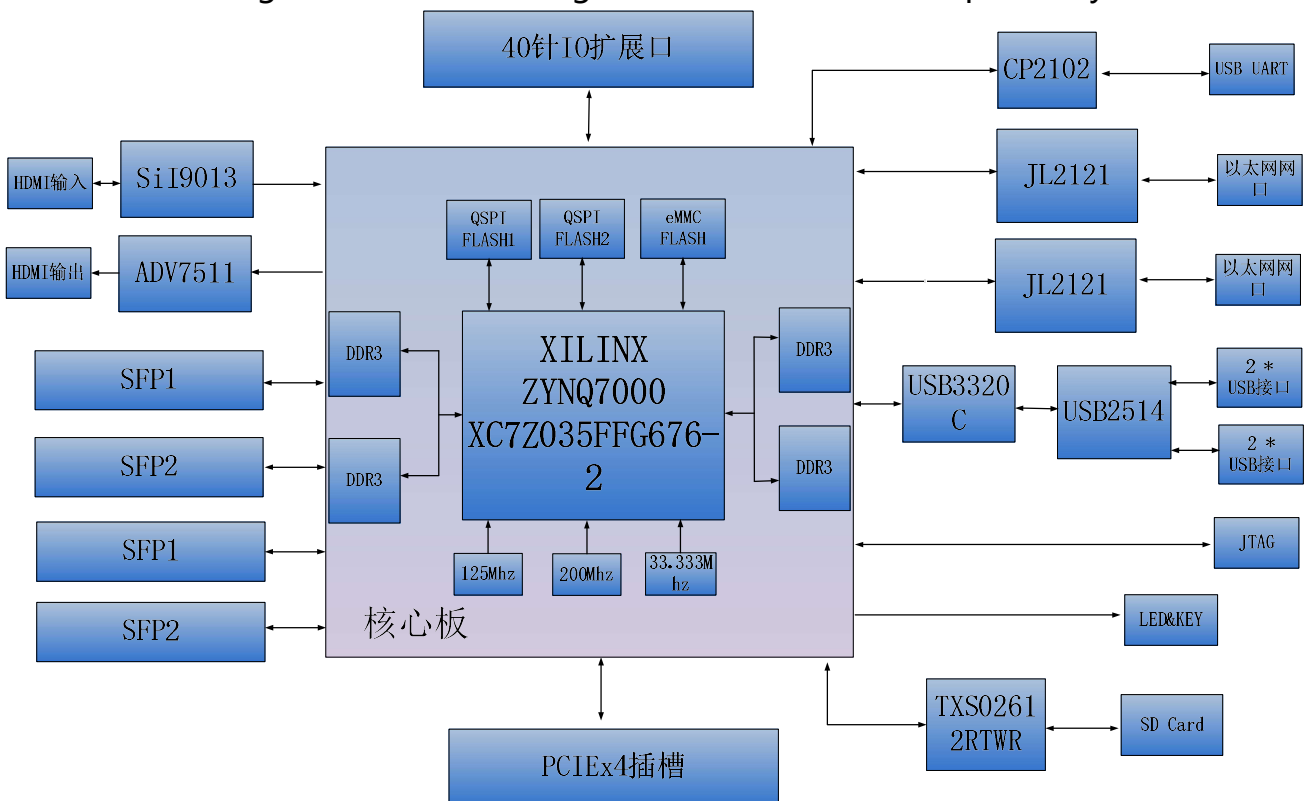 40针IO扩展口
CP2102
USB UART
HDMI输入
SiI9013
JL2121
以太网网
口
QSPI
FLASH1
QSPI
FLASH2
eMMC
FLASH
HDMI输出
ADV7511
JL2121
以太网网
口
DDR3
XILINX
ZYNQ7000
XC7Z035FFG676-
2
DDR3
SFP1
USB3320
C
USB2514
2 *
USB接口
2 *
USB接口
SFP2
DDR3
DDR3
SFP1
125Mhz
200Mhz
33.333M
hz
JTAG
SFP2
核心板
LED&KEY
TXS0261
2RTWR
SD Card
PCIEx4插槽